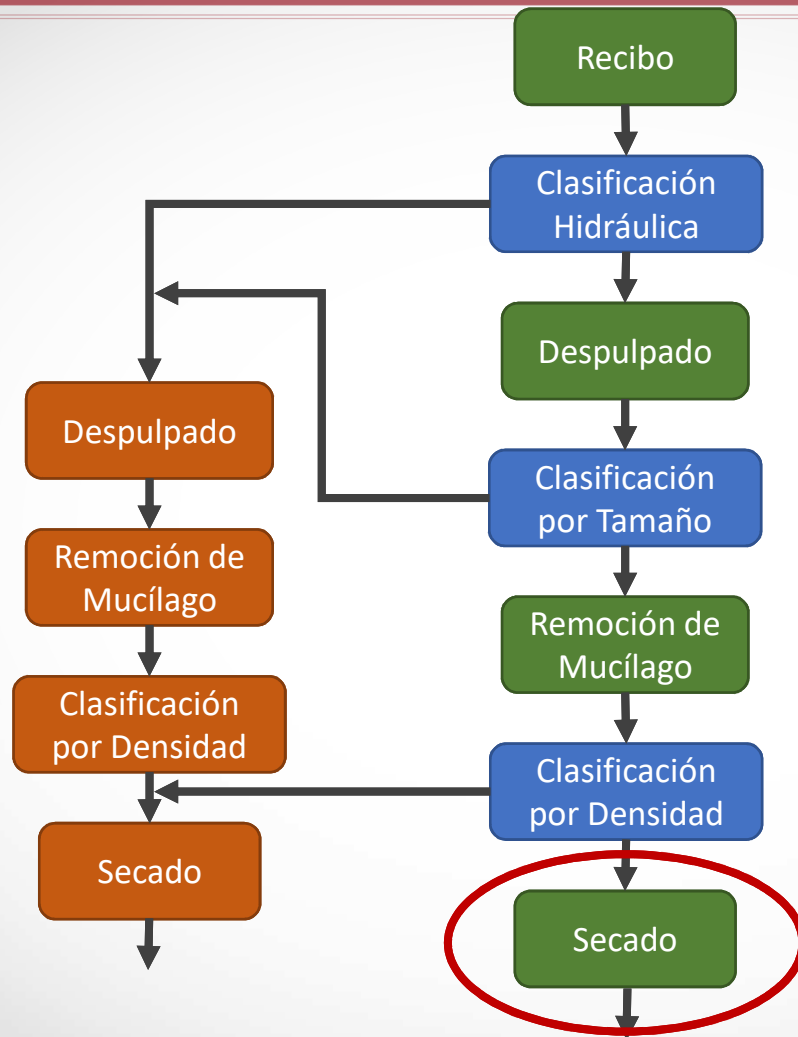 Recibo
Clasificación
Hidráulica
Despulpado
Clasificación
por Tamaño
Remoción de
Mucílago
Clasificación
por Densidad
Secado
Despulpado
Remoción de
Mucílago
Clasificación
por Densidad
Secado